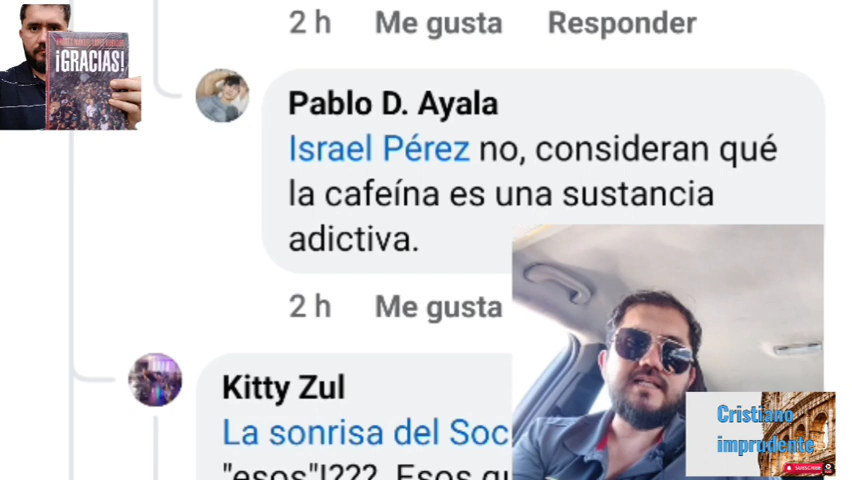 2 h Me gusta Responder
¡GRACIAS!
Pablo D. Ayala
Israel Pérez no, consideran qué
la cafeína es una sustancia
adictiva.
2 h Me gusta
Kitty Zul
La sonrisa del Soc
"esos"!??? Esos
Cristiano
imprudente
SUBSCRIBE